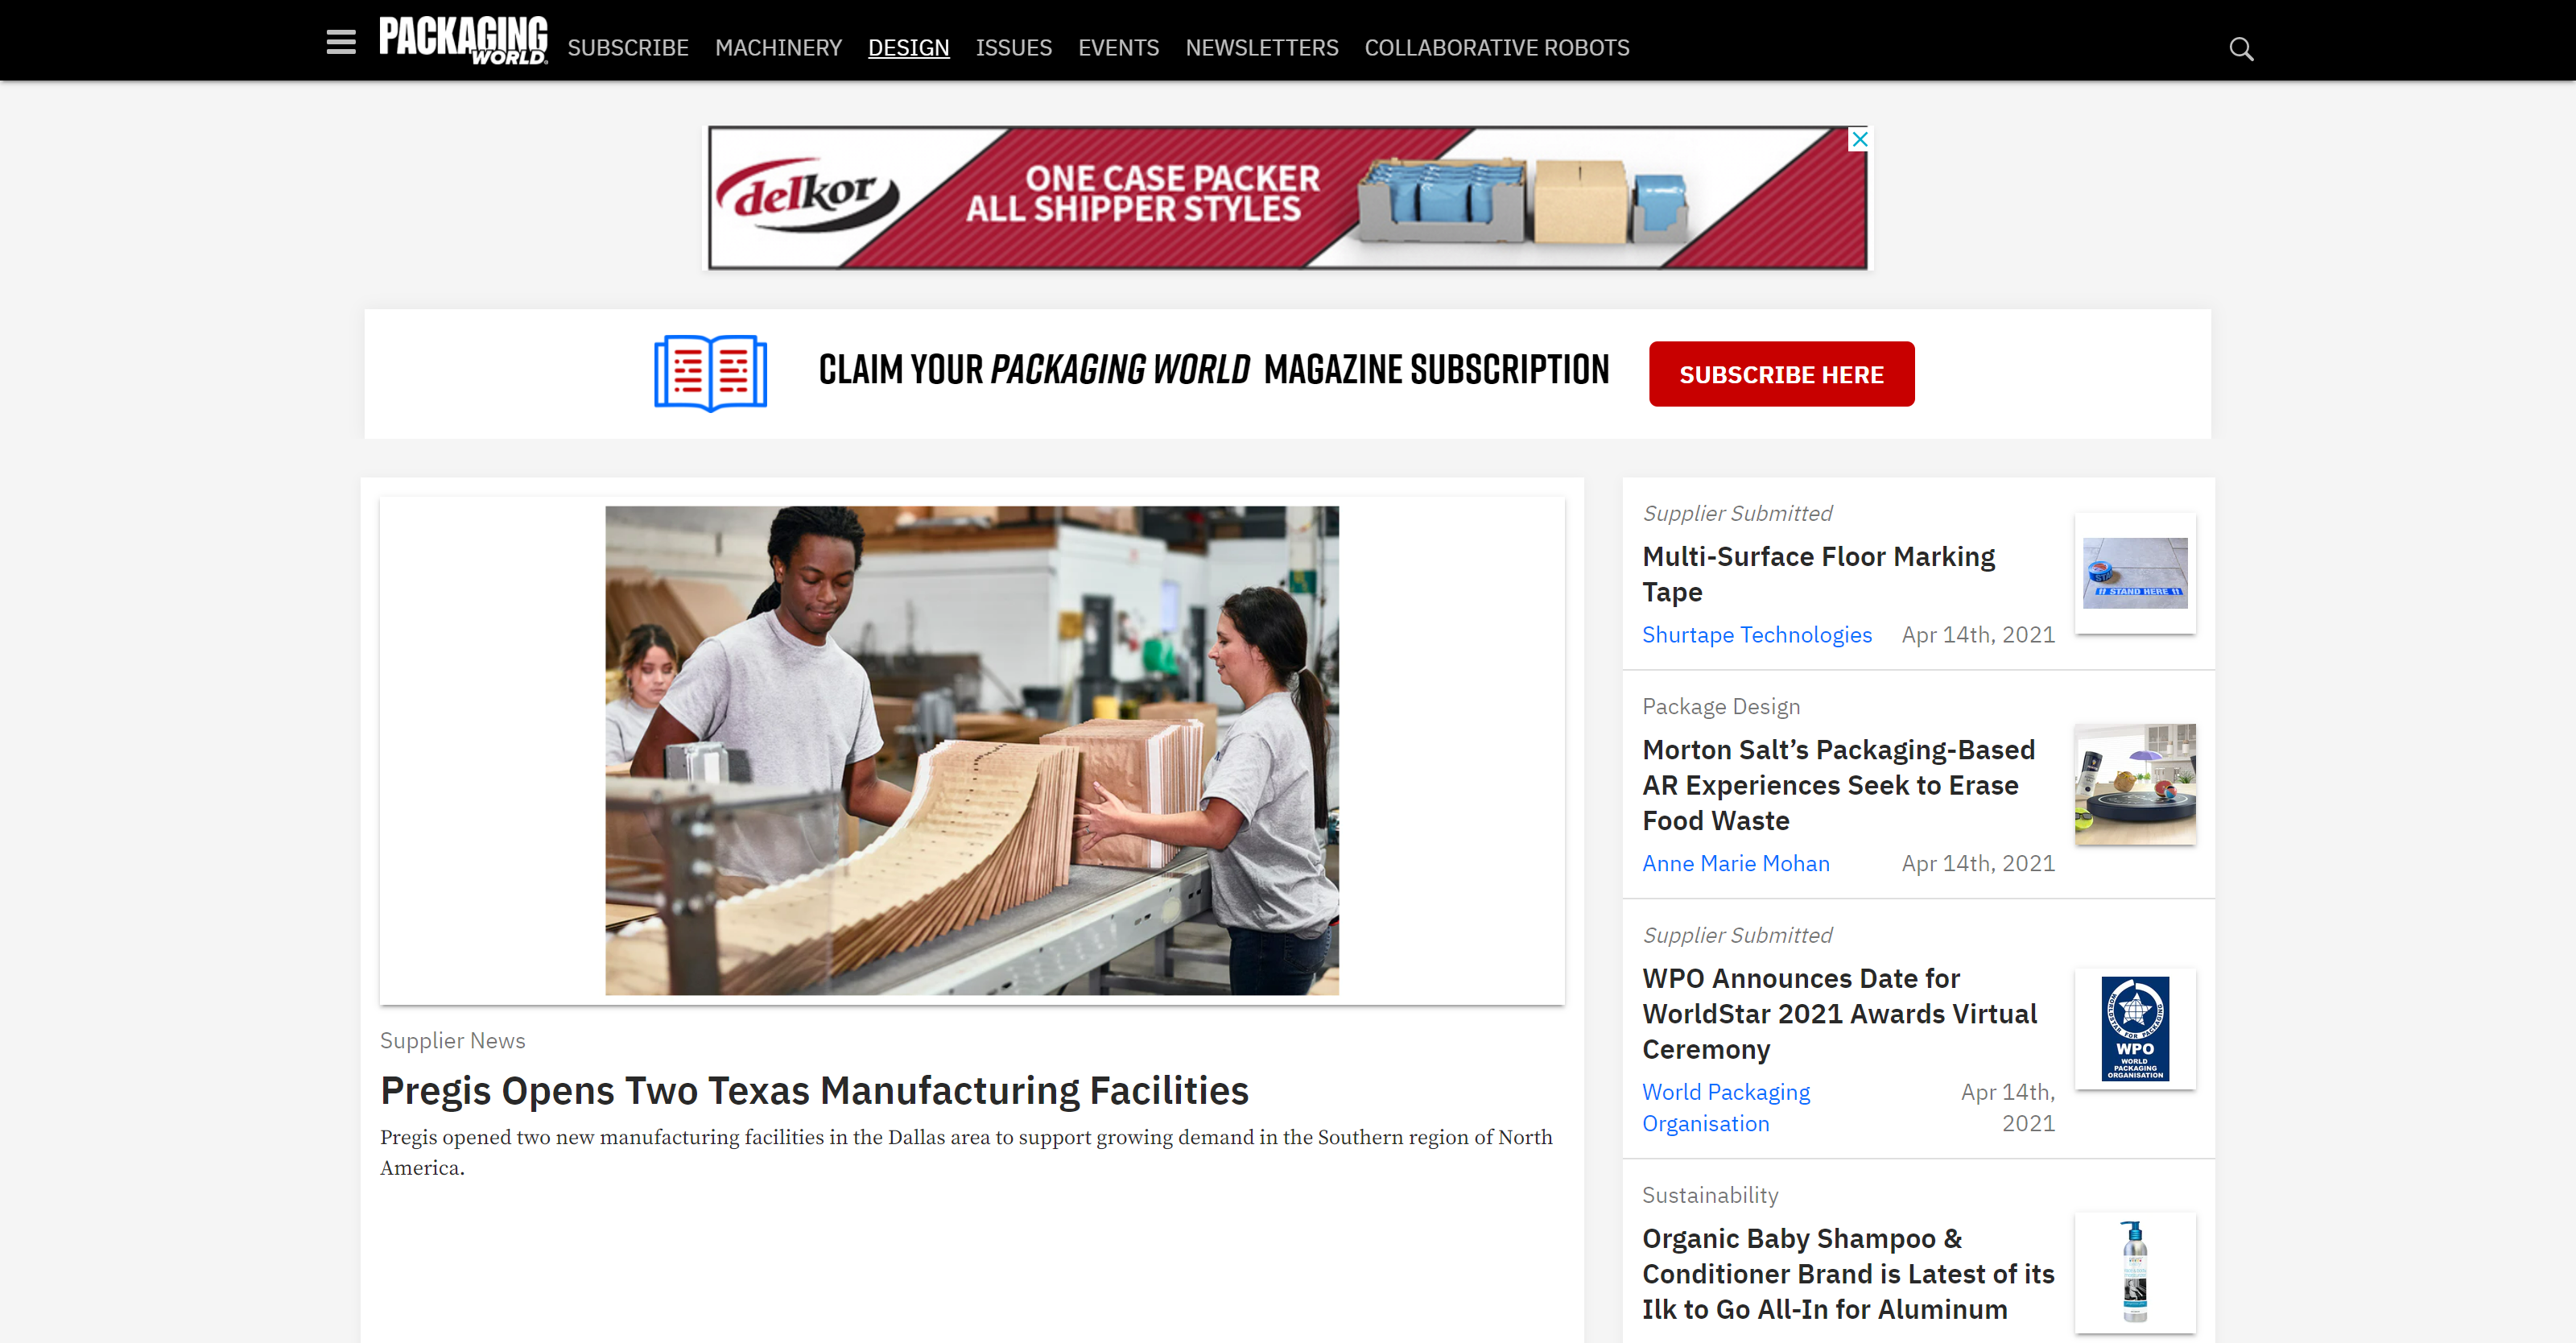 PACKAGING WORLD
SUBSCRIBE MACHINERY DESIGN ISSUES EVENTS NEWSLETTERS COLLABORATIVE ROBOTS
delkor
ONE CASE PACKER
ALL SHIPPER STYLES
CLAIM YOUR PACKAGING WORLD MAGAZINE SUBSCRIPTION
SUBSCRIBE HERE
Supplier News
Pregis Opens Two Texas Manufacturing Facilities
Pregis opened two new manufacturing facilities in the Dallas area to support growing demand in the Southern region of North
America.
Supplier Submitted
Multi-Surface Floor Marking
Tape
Shurtape Technologies Apr 14th, 2021
STAND HERE
Package Design
Morton Salt’s Packaging-Based
AR Experiences Seek to Erase
Food Waste
Anne Marie Mohan Apr 14th, 2021
Supplier Submitted
WPO Announces Date for
WorldStar 2021 Awards Virtual
Ceremony
World Packaging Apr 14th,
Organisation 2021
WORLDSTAR FOR PACKAGING
WPO
WORLD
PACKAGING
ORGANISATION
Sustainability
Organic Baby Shampoo &
Conditioner Brand is Latest of its
Ilk to Go All-In for Aluminum